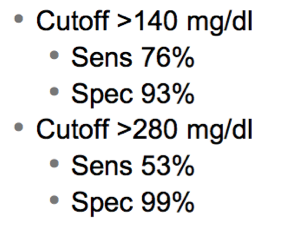 • Cutoff >140 mg/dl
• Sens 76%
• Spec 93%
• Cutoff >280 mg/dl
• Sens 53%
• Spec 99%